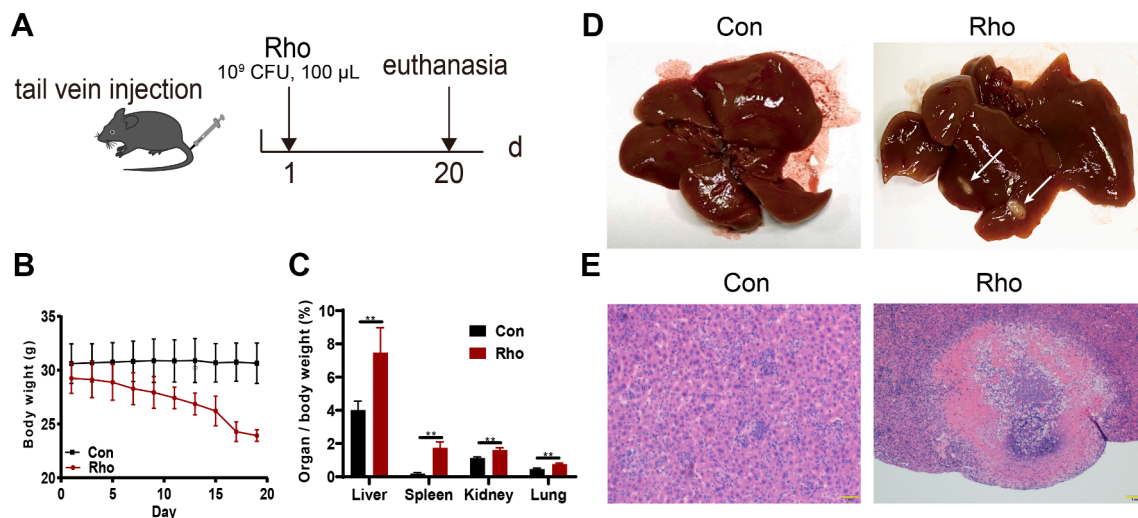 A
tail vein injection
Rho
10⁹ CFU, 100 µL
euthanasia
1
20
d
B
Body wight (g)
35
30
25
20
Con
Rho
0
5
10
15
20
Day
C
Organ / body weight (%)
10
8
6
4
2
0
**
**
**
**
Con
Rho
Liver
Spleen
Kidney
Lung
D
Con
Rho
E
Con
Rho